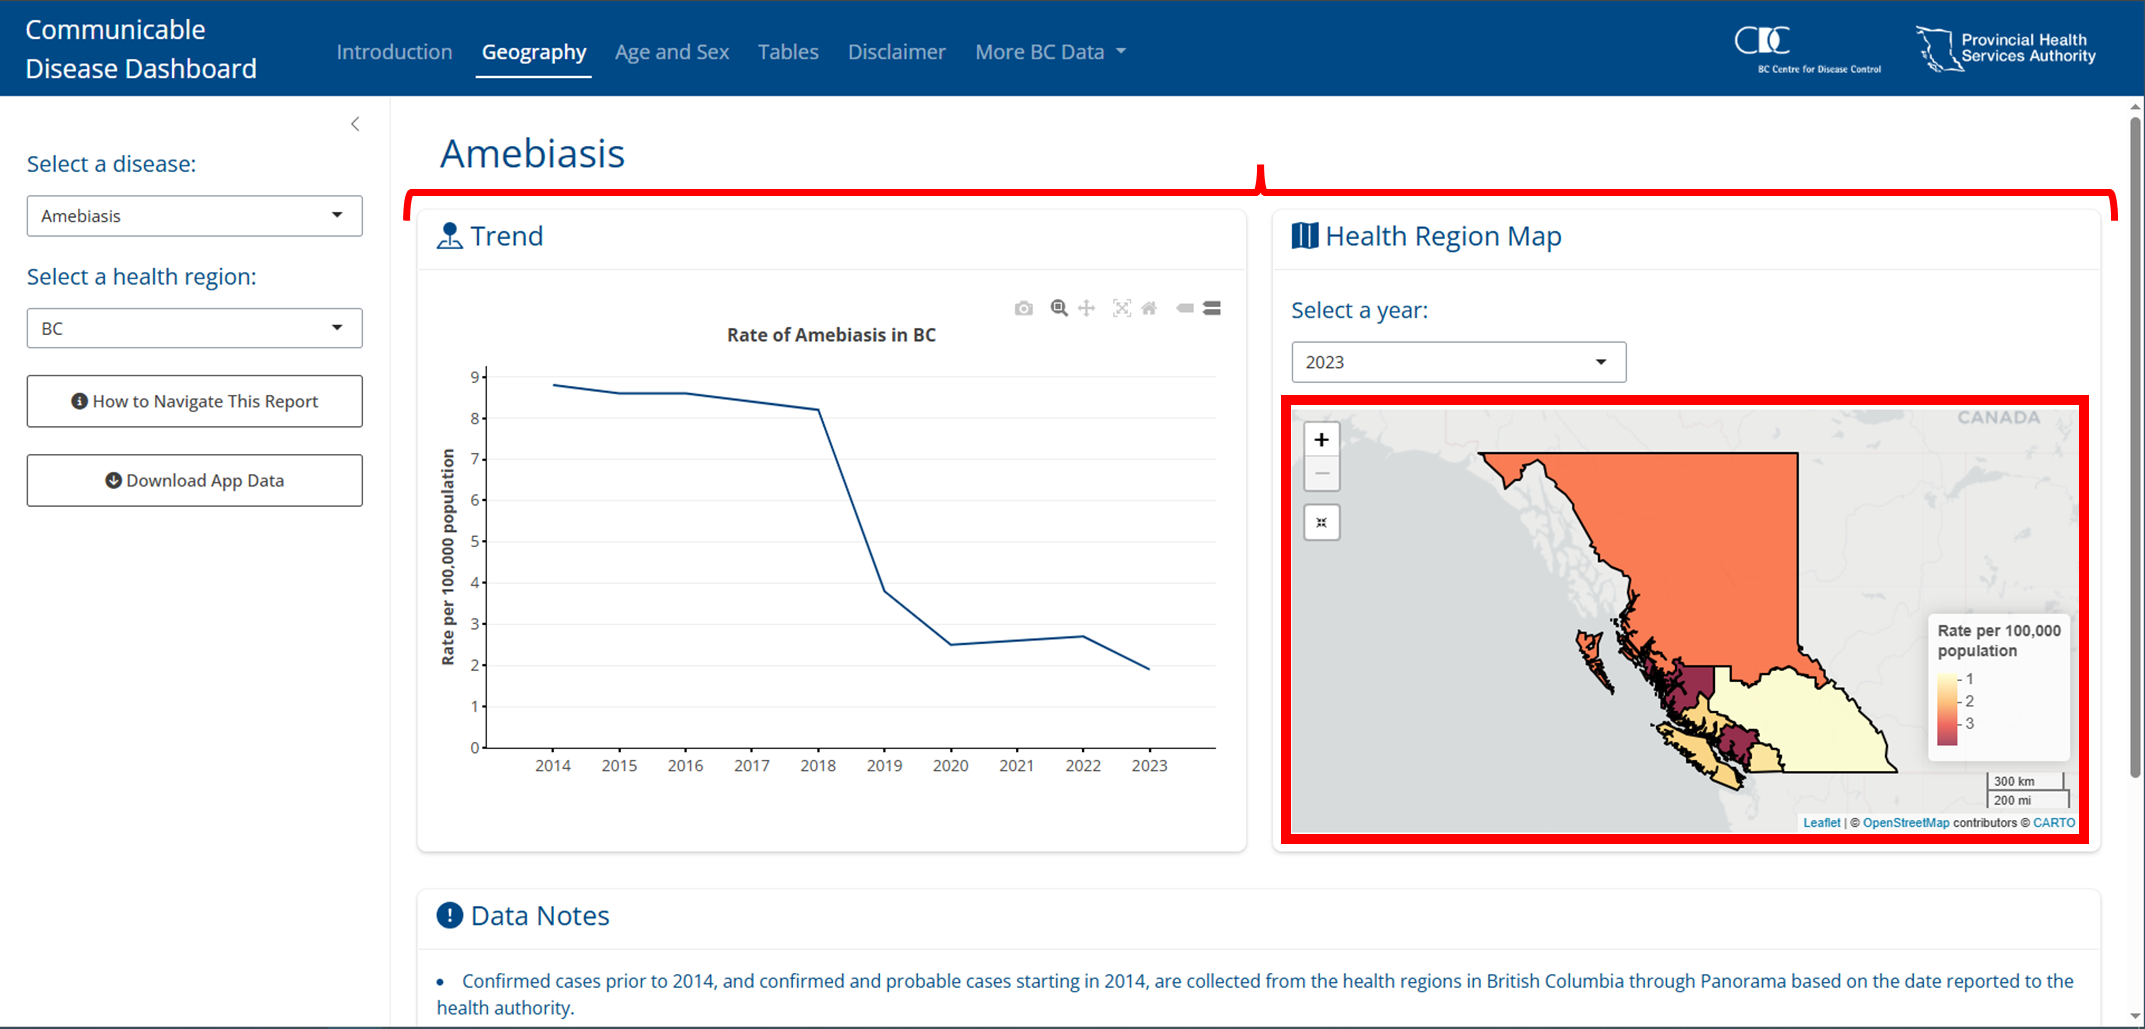 Communicable
Disease Dashboard
Introduction
Geography
Age and Sex
Tables
Disclaimer
More BC Data
CDC
BC Centre for Disease Control
Provincial Health
Services Authority
Select a disease:
Amebiasis
Select a health region:
BC
How to Navigate This Report
Download App Data
Amebiasis
Trend
Rate of Amebiasis in BC
Rate per 100,000 population
9
8
7
6
5
4
3
2
1
0
2014 2015 2016 2017 2018 2019 2020 2021 2022 2023
Health Region Map
Select a year:
2023
+
−
CANADA
Rate per 100,000
population
1
2
3
300 km
200 mi
Leaflet | © OpenStreetMap contributors © CARTO
Data Notes
• Confirmed cases prior to 2014, and confirmed and probable cases starting in 2014, are collected from the health regions in British Columbia through Panorama based on the date reported to the
health authority.